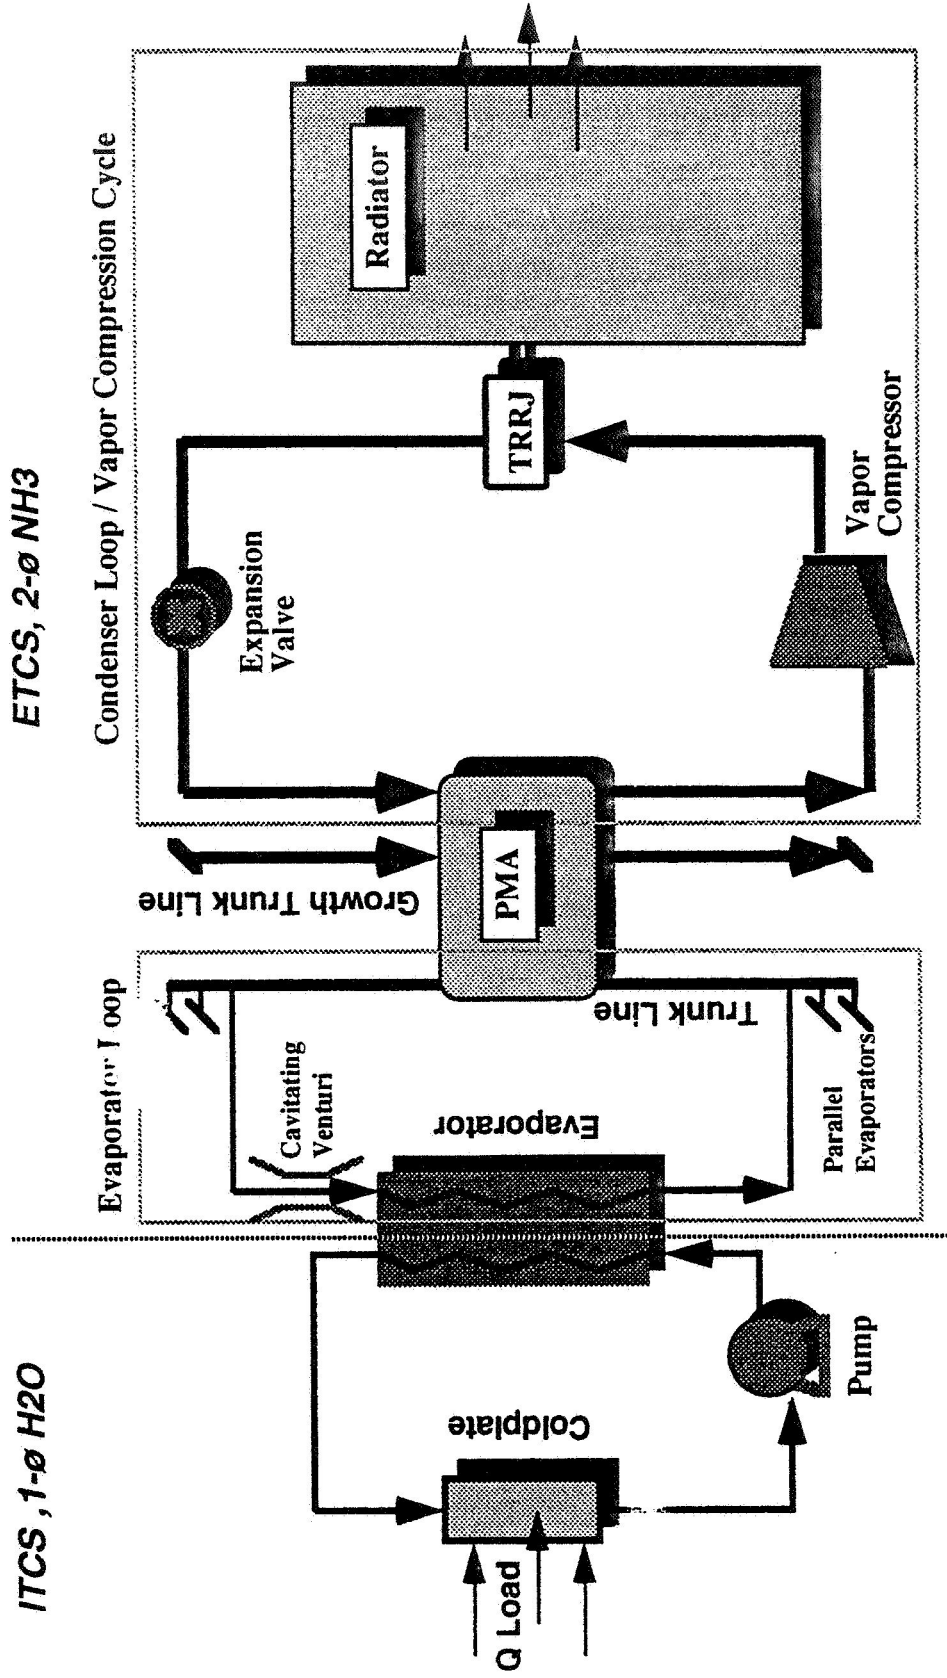 ITCS ,1-ø H2O
ETCS, 2-ø NH3
Condenser Loop / Vapor Compression Cycle
Radiator
TRRJ
Expansion
Valve
Vapor
Compressor
PMA
Growth Trunk Line
Trunk Line
Cavitating
Venturi
Evaporator
Parallel
Evaporators
Coldplate
Pump
Q Load